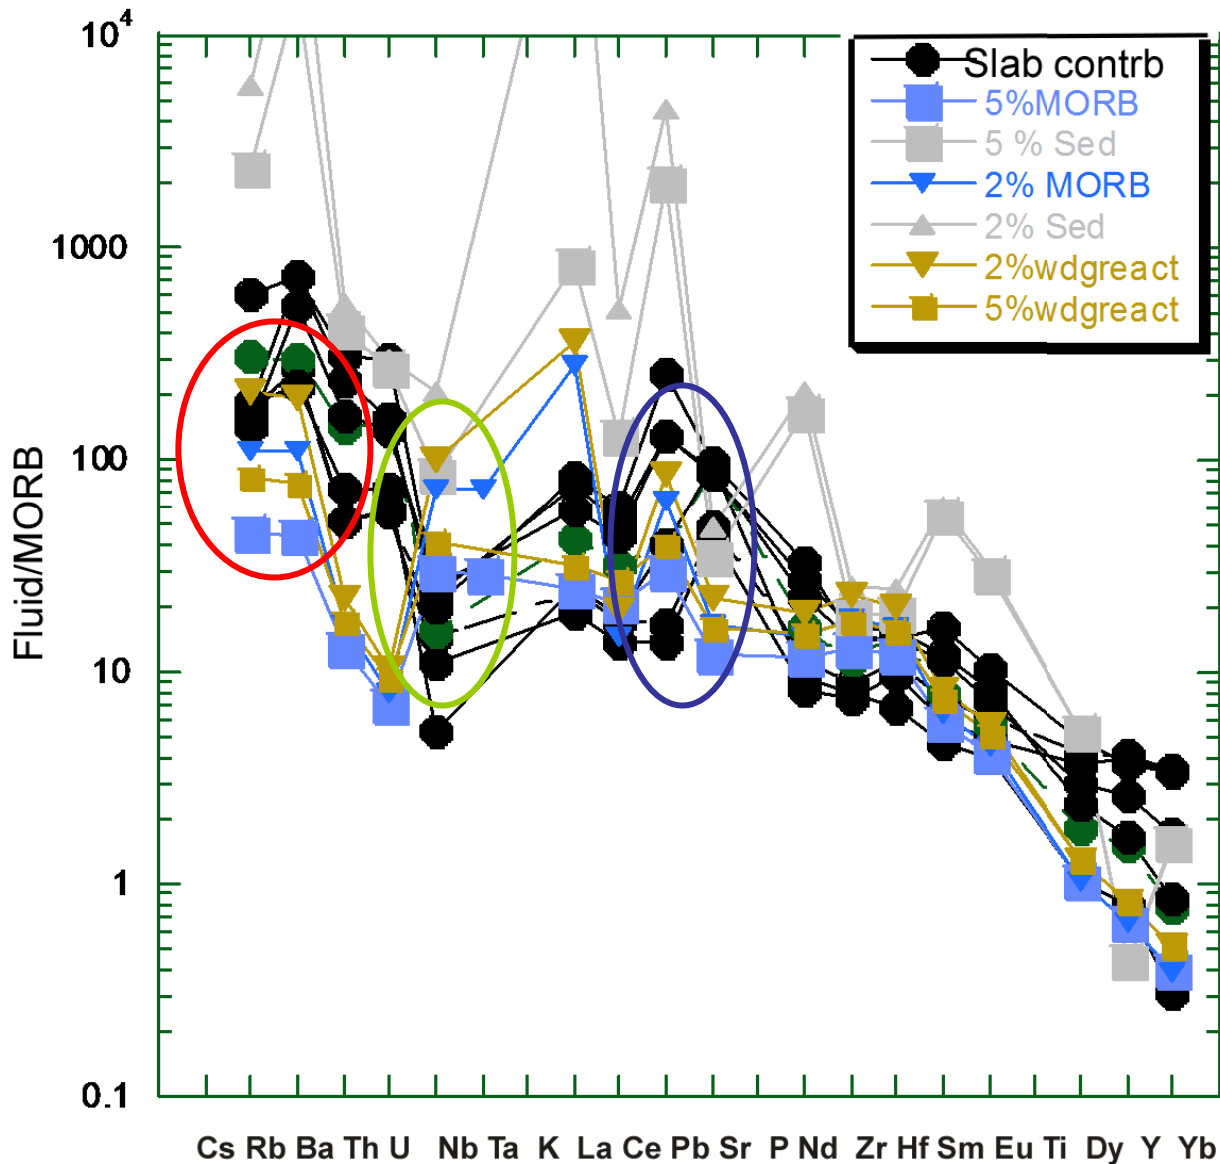 10^4
1000
100
10
1
0.1
Fluid/MORB
Slab contrb
5%MORB
5 % Sed
2% MORB
2% Sed
2%wdgreact
5%wdgreact
Cs Rb Ba Th U Nb Ta K La Ce Pb Sr P Nd Zr Hf Sm Eu Ti Dy Y Yb